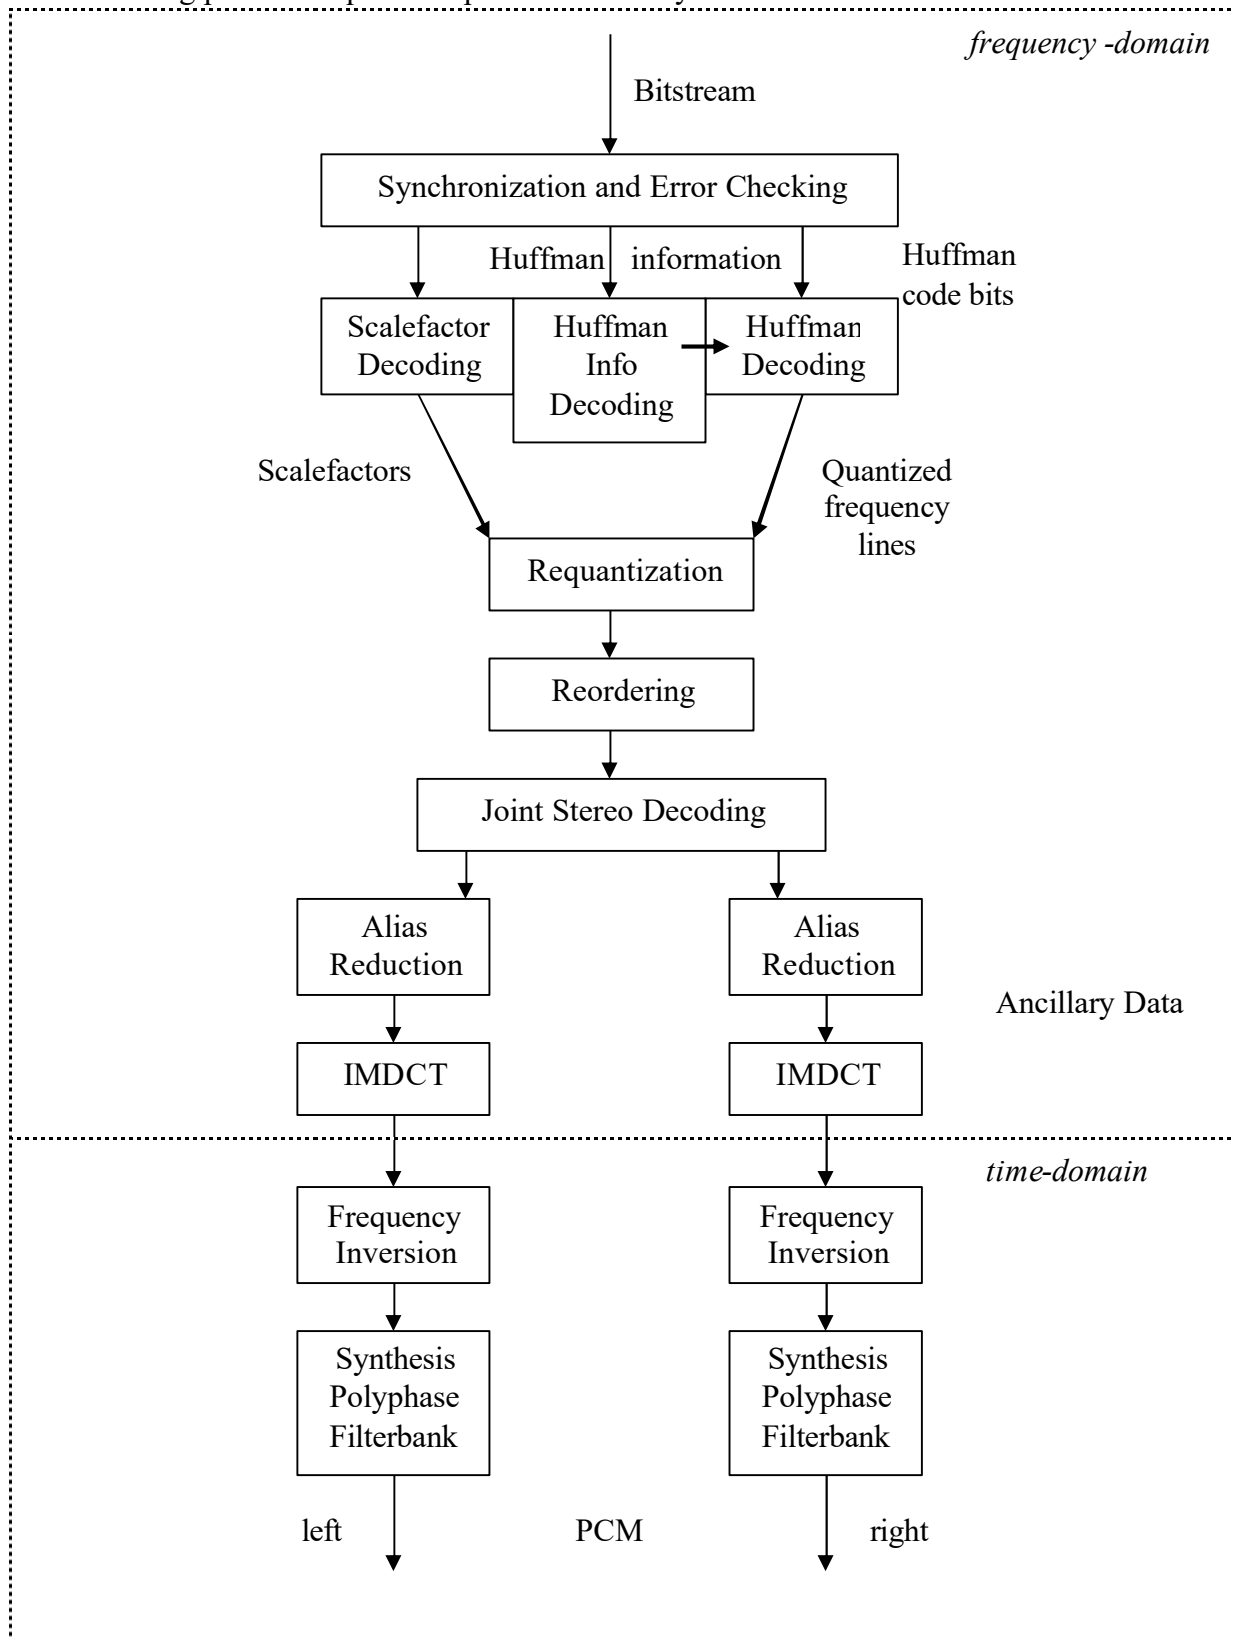 frequency -domain
Bitstream
Synchronization and Error Checking
Huffman information
Huffman
code bits
Scalefactor
Decoding
Huffman
Info
Decoding
Huffman
Decoding
Scalefactors
Quantized
frequency
lines
Requantization
Reordering
Joint Stereo Decoding
Alias
Reduction
Alias
Reduction
Ancillary Data
IMDCT
IMDCT
time-domain
Frequency
Inversion
Frequency
Inversion
Synthesis
Polyphase
Filterbank
Synthesis
Polyphase
Filterbank
left
PCM
right